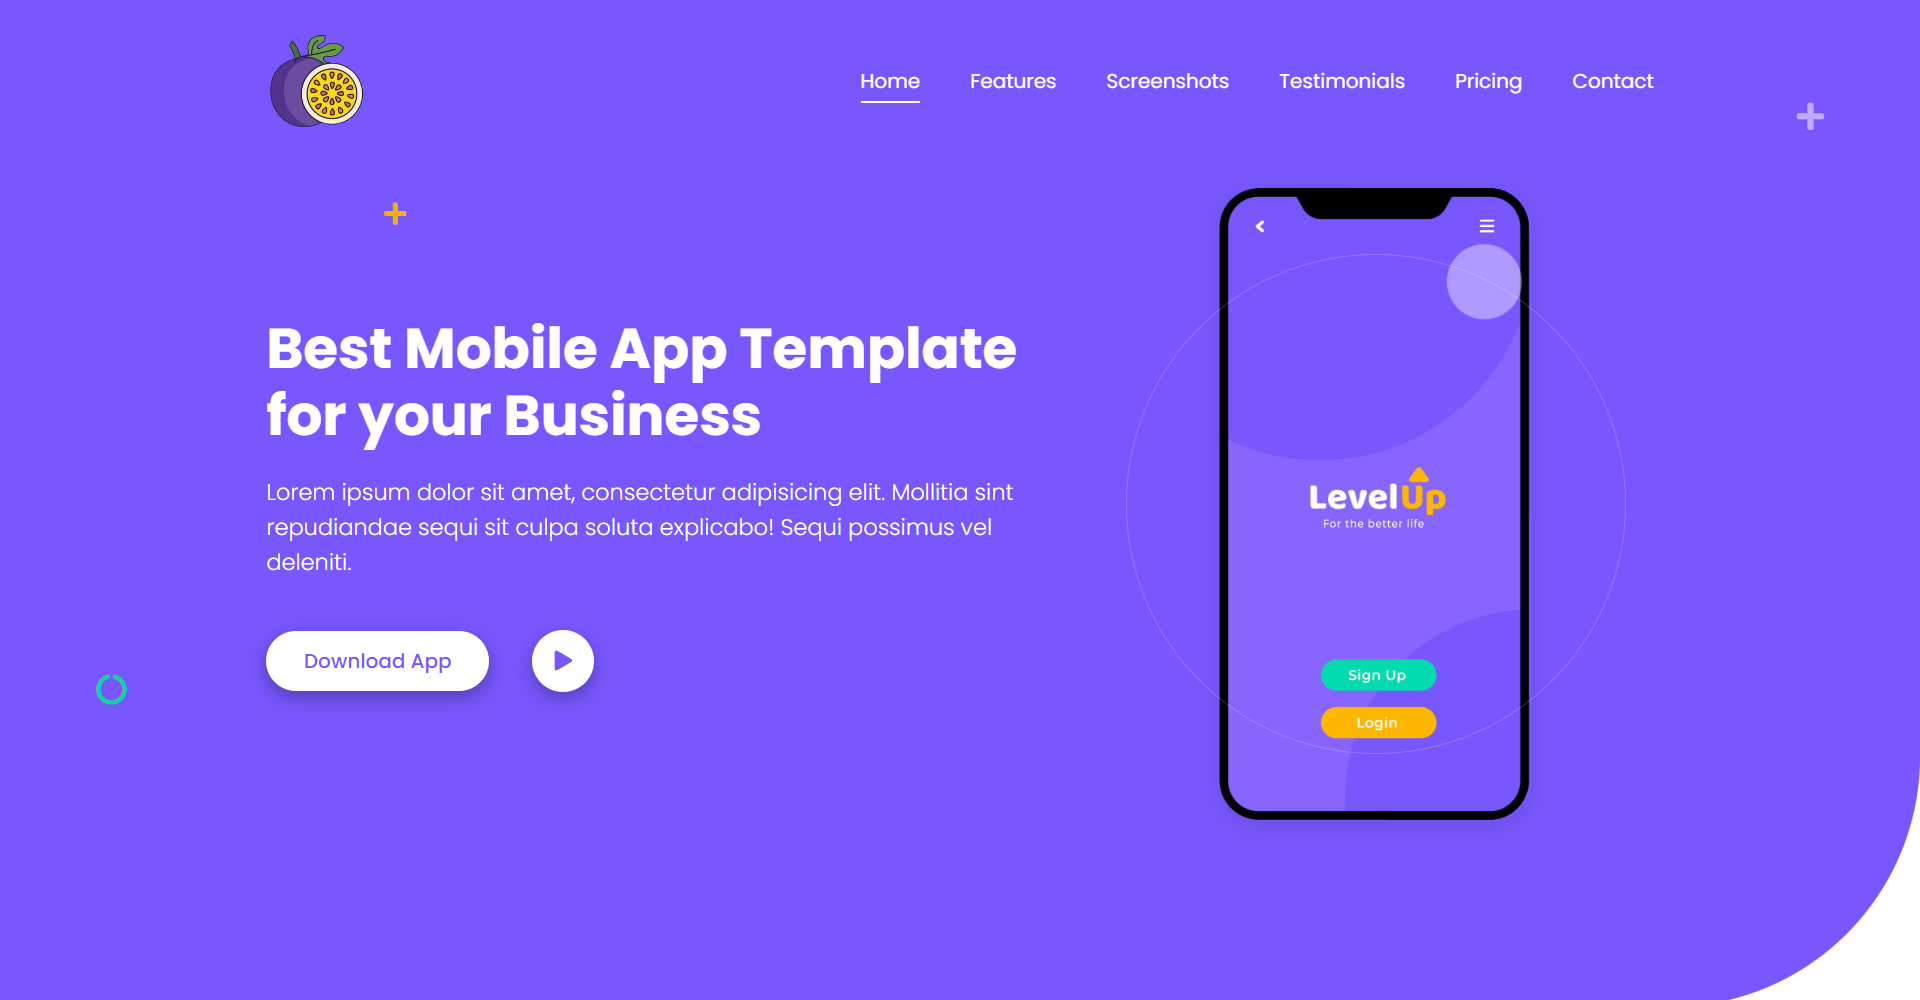 Home Features Screenshots Testimonials Pricing Contact
Best Mobile App Template
for your Business
Lorem ipsum dolor sit amet, consectetur adipisicing elit. Mollitia sint
repudiandae sequi sit culpa soluta explicabo! Sequi possimus vel
deleniti.
Download App
LevelUp
For the better life
Sign Up
Login